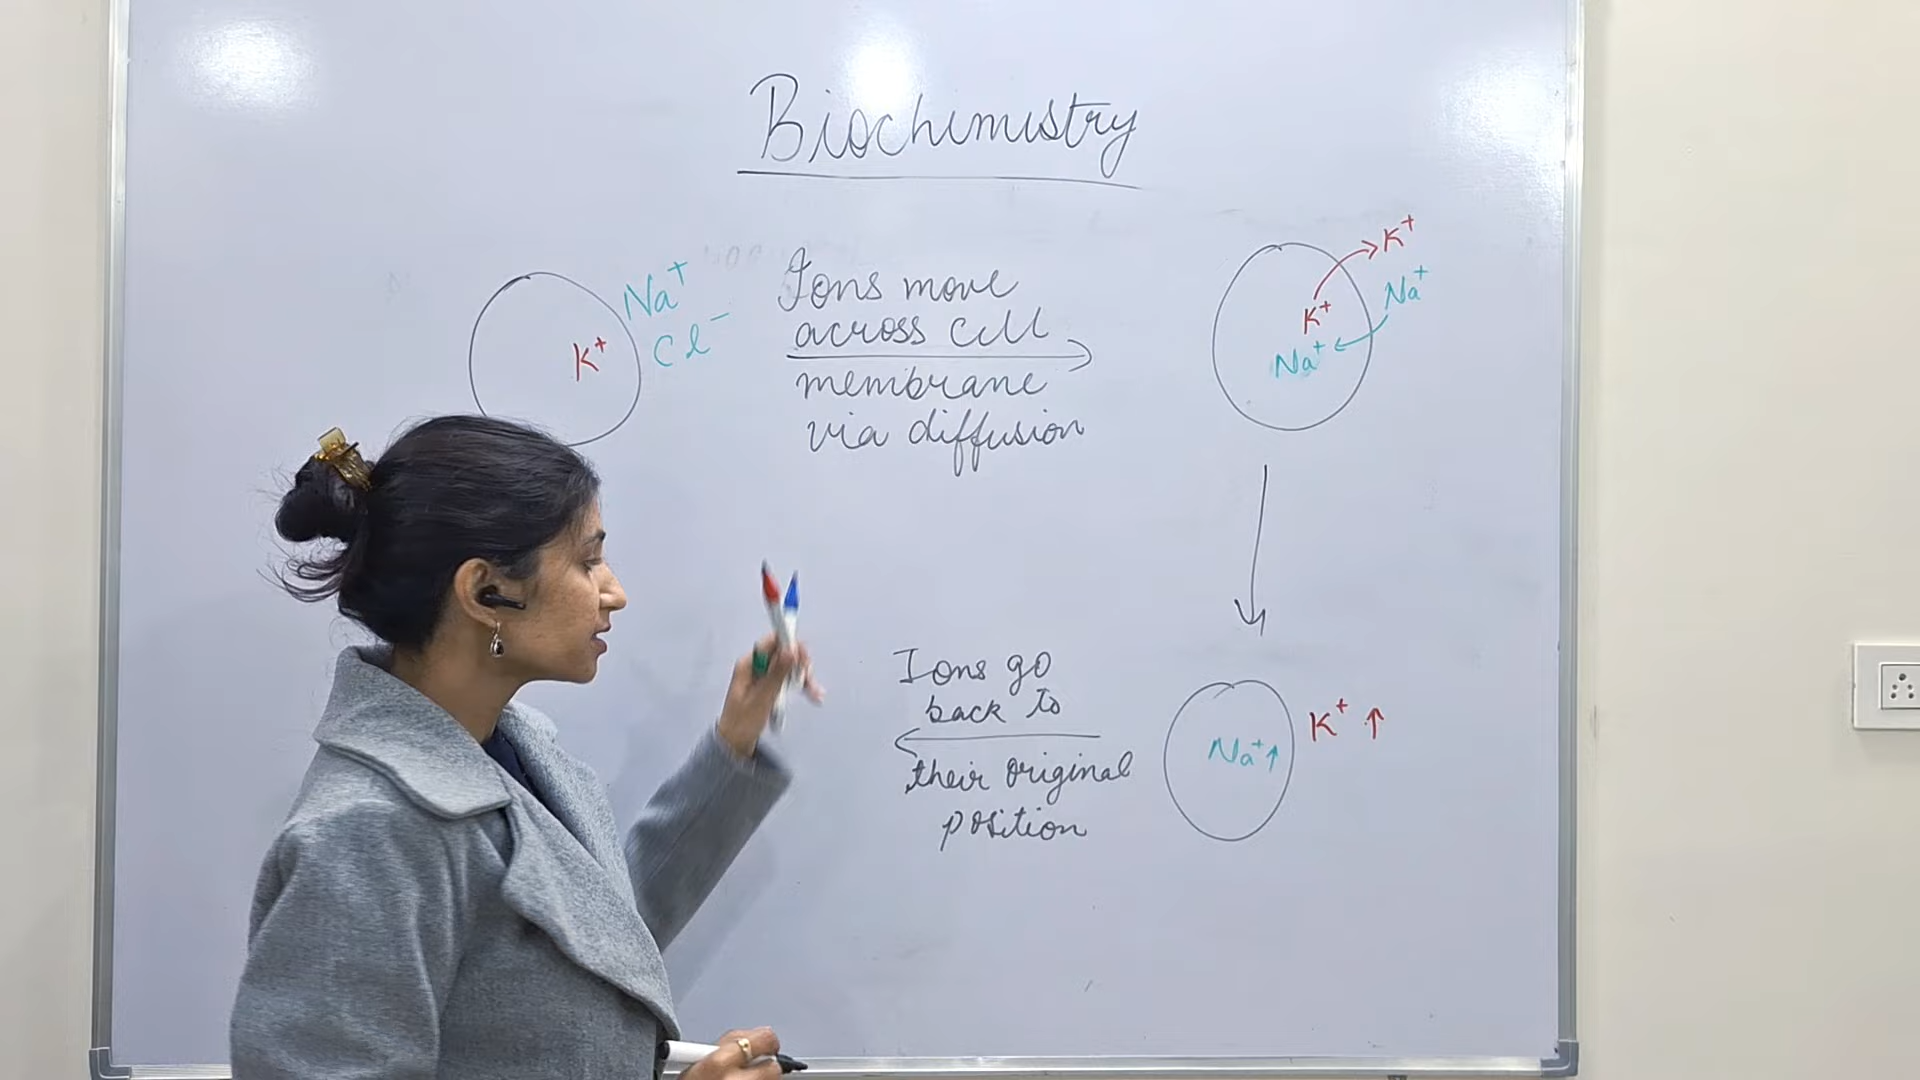 Biochemistry
Na⁺
Cl⁻
K⁺
Ions move
across cell
membrane
via diffusion
K⁺
Na⁺
K⁺
Na⁺
Ions go
back to
their original
position
K⁺ ↑
Na⁺ ↑